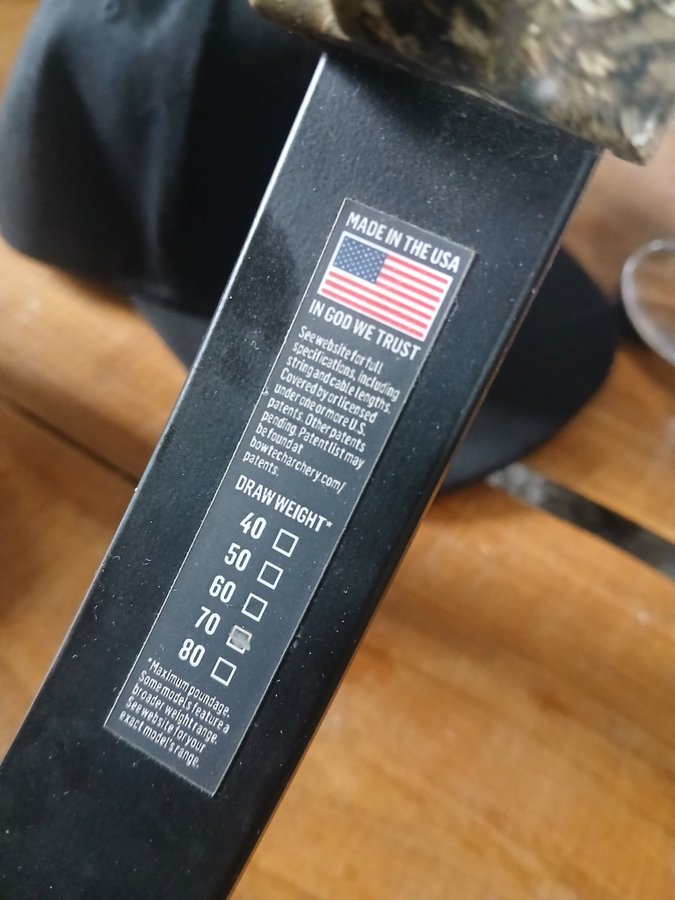 MADE IN THE USA
IN GOD WE TRUST
See website for full
specifications, including
string and cable lengths.
Covered by or licensed
under one or more U.S.
patents. Other patents
pending. Patent list may
be found at
bowtecharchery.com/
patents.
DRAW WEIGHT*
40
50
60
70
80
*Maximum poundage.
Some models feature a
broader weight range.
See website for your
exact model's range.